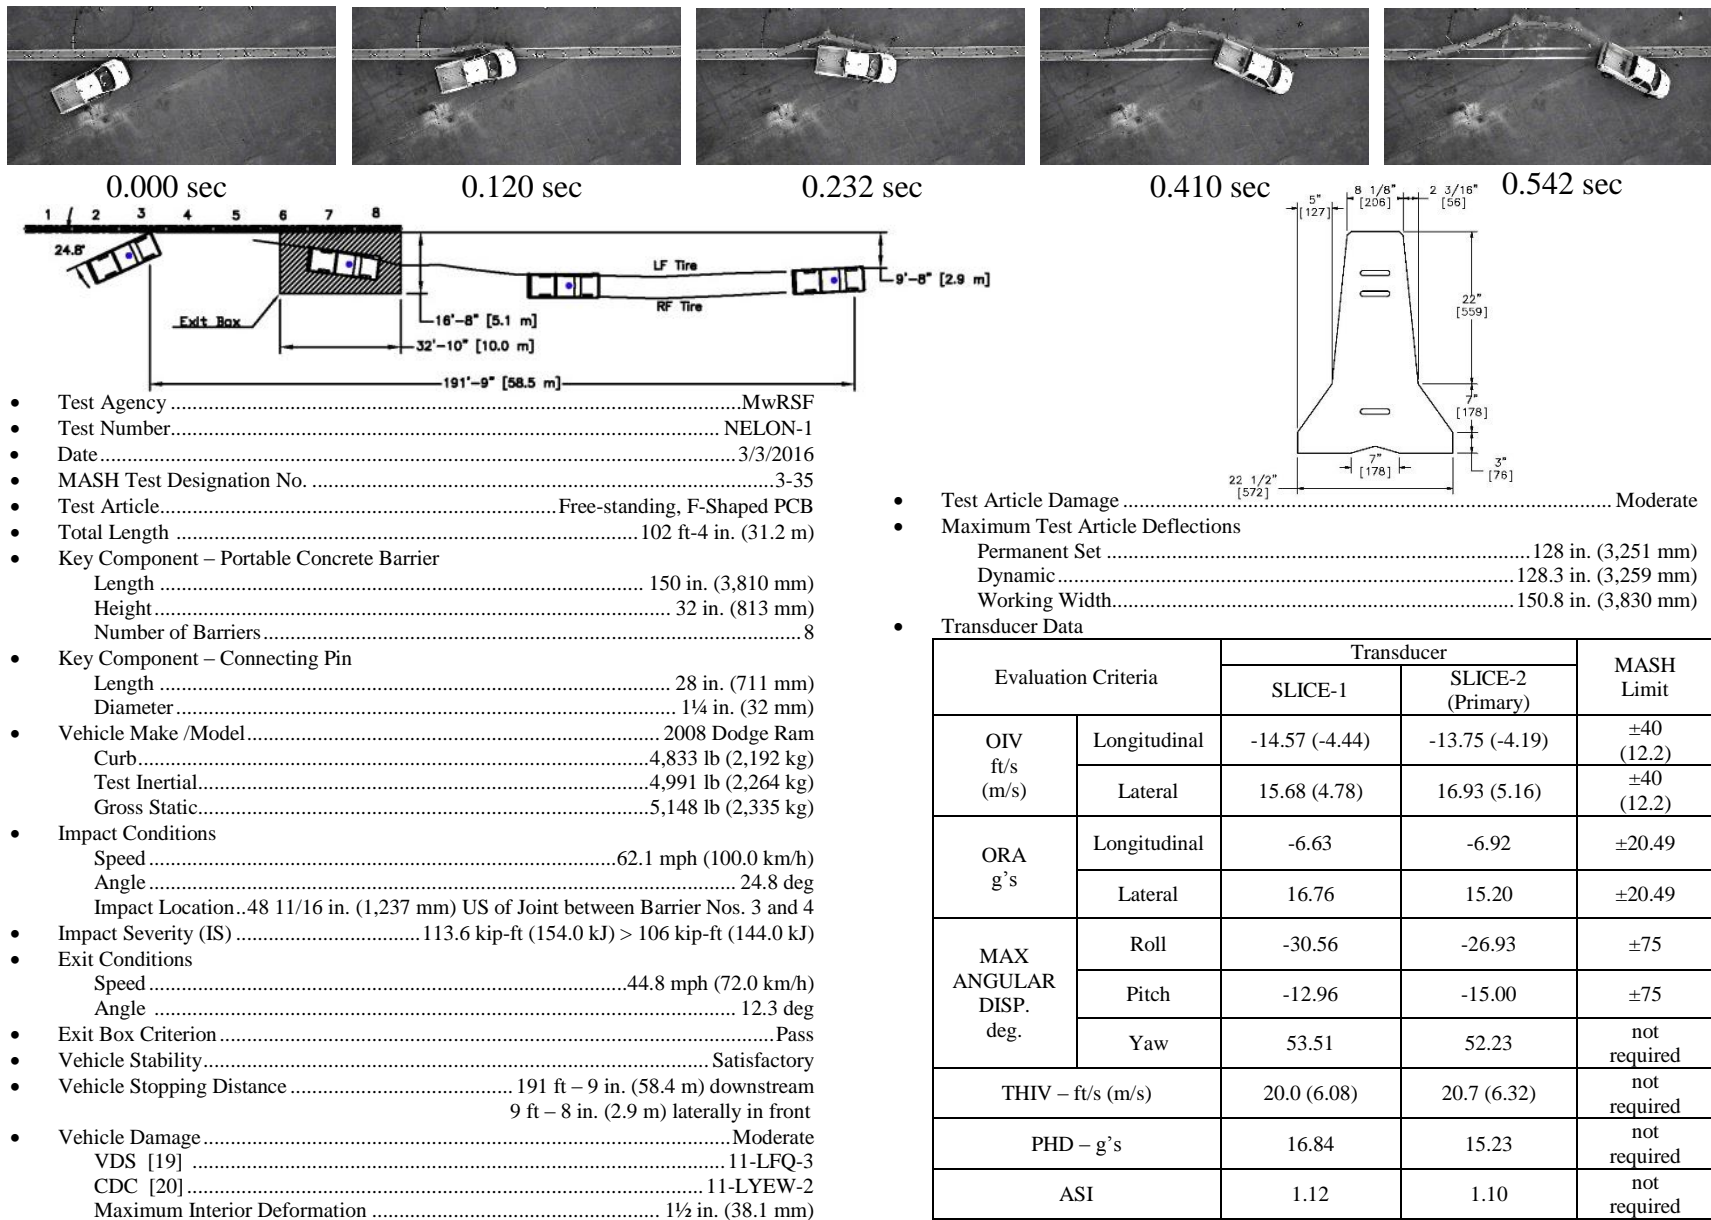 0.000 sec
0.120 sec
0.232 sec
0.410 sec
0.542 sec
1 2 3 4 5 6 7 8
24.8°
LF Tire
RF Tire
Exit Box
9'-8" [2.9 m]
16'-8" [5.1 m]
32'-10" [10.0 m]
191'-9" [58.5 m]
5"
[127]
8 1/8"
[206]
2 3/16"
[56]
22"
[559]
7"
[178]
3"
[76]
7"
[178]
22 1/2"
[572]
• Test Agency ... MwRSF
• Test Number ... NELON-1
• Date ... 3/3/2016
• MASH Test Designation No. ... 3-35
• Test Article ... Free-standing, F-Shaped PCB
• Total Length ... 102 ft-4 in. (31.2 m)
• Key Component – Portable Concrete Barrier
Length ... 150 in. (3,810 mm)
Height ... 32 in. (813 mm)
Number of Barriers ... 8
• Key Component – Connecting Pin
Length ... 28 in. (711 mm)
Diameter ... 1¼ in. (32 mm)
• Vehicle Make /Model ... 2008 Dodge Ram
Curb ... 4,833 lb (2,192 kg)
Test Inertial ... 4,991 lb (2,264 kg)
Gross Static ... 5,148 lb (2,335 kg)
• Impact Conditions
Speed ... 62.1 mph (100.0 km/h)
Angle ... 24.8 deg
Impact Location..48 11/16 in. (1,237 mm) US of Joint between Barrier Nos. 3 and 4
• Impact Severity (IS) ... 113.6 kip-ft (154.0 kJ) > 106 kip-ft (144.0 kJ)
• Exit Conditions
Speed ... 44.8 mph (72.0 km/h)
Angle ... 12.3 deg
• Exit Box Criterion ... Pass
• Vehicle Stability ... Satisfactory
• Vehicle Stopping Distance ... 191 ft – 9 in. (58.4 m) downstream
9 ft – 8 in. (2.9 m) laterally in front
• Vehicle Damage ... Moderate
VDS [19] ... 11-LFQ-3
CDC [20] ... 11-LYEW-2
Maximum Interior Deformation ... 1½ in. (38.1 mm)
• Test Article Damage ... Moderate
• Maximum Test Article Deflections
Permanent Set ... 128 in. (3,251 mm)
Dynamic ... 128.3 in. (3,259 mm)
Working Width ... 150.8 in. (3,830 mm)
• Transducer Data
Evaluation Criteria
Transducer
MASH
Limit
SLICE-1
SLICE-2
(Primary)
OIV
ft/s
(m/s)
Longitudinal -14.57 (-4.44) -13.75 (-4.19) ±40
(12.2)
Lateral 15.68 (4.78) 16.93 (5.16) ±40
(12.2)
ORA
g's
Longitudinal -6.63 -6.92 ±20.49
Lateral 16.76 15.20 ±20.49
MAX
ANGULAR
DISP.
deg.
Roll -30.56 -26.93 ±75
Pitch -12.96 -15.00 ±75
Yaw 53.51 52.23 not
required
THIV – ft/s (m/s) 20.0 (6.08) 20.7 (6.32) not
required
PHD – g's 16.84 15.23 not
required
ASI 1.12 1.10 not
required